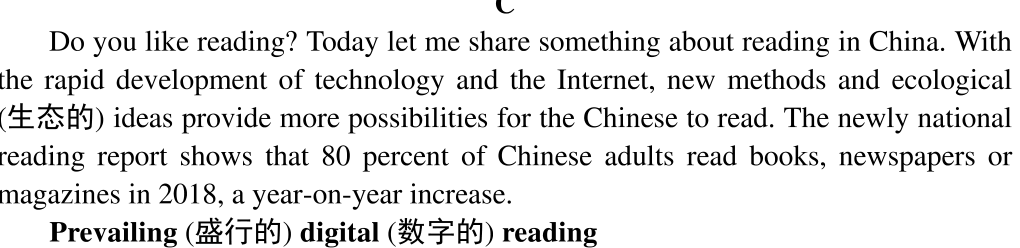 C
Do you like reading? Today let me share something about reading in China. With
the rapid development of technology and the Internet, new methods and ecological
(生态的) ideas provide more possibilities for the Chinese to read. The newly national
reading report shows that 80 percent of Chinese adults read books, newspapers or
magazines in 2018, a year-on-year increase.
Prevailing (盛行的) digital (数字的) reading